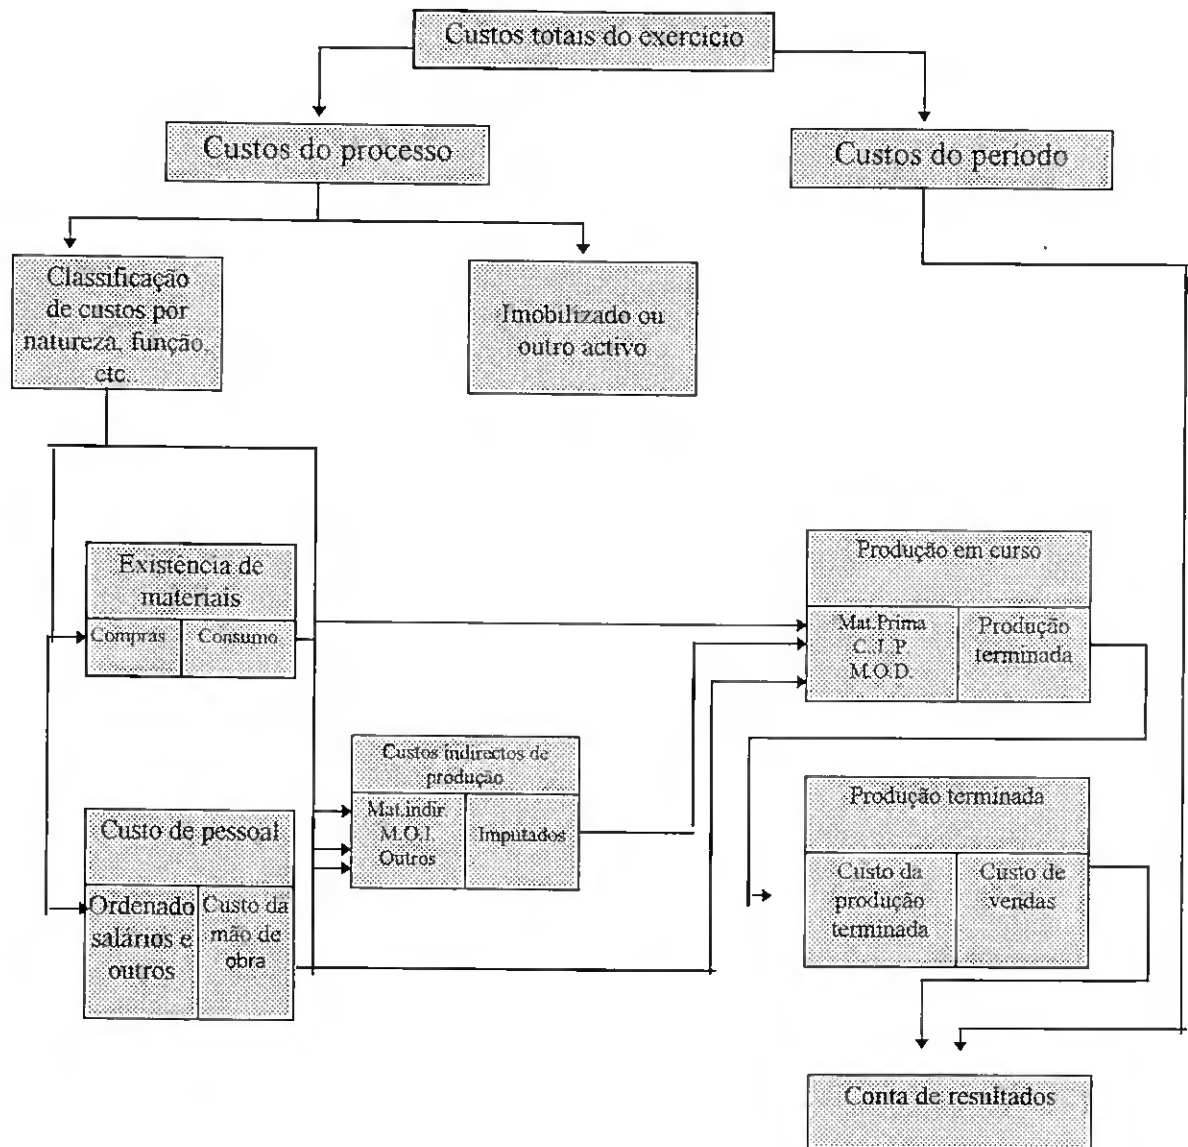 Custos totais do exercício
Custos do processo
Custos do período
Classificação
de custos por
natureza, função,
etc..
Imobilizado ou
outro activo
Existência de
materiais
Compras
Consumo
Produção em curso
Mat.Prima
C.I.P
M.O.D.
Produção
terminada
Custos indirectos de
produção
Mat.indir.
M.O.I.
Outros
Imputados
Custo de pessoal
Ordenado
salários e
outros
Custo da
mão de
obra
Produção terminada
Custo da
produção
terminada
Custo de
vendas
Conta de resultados